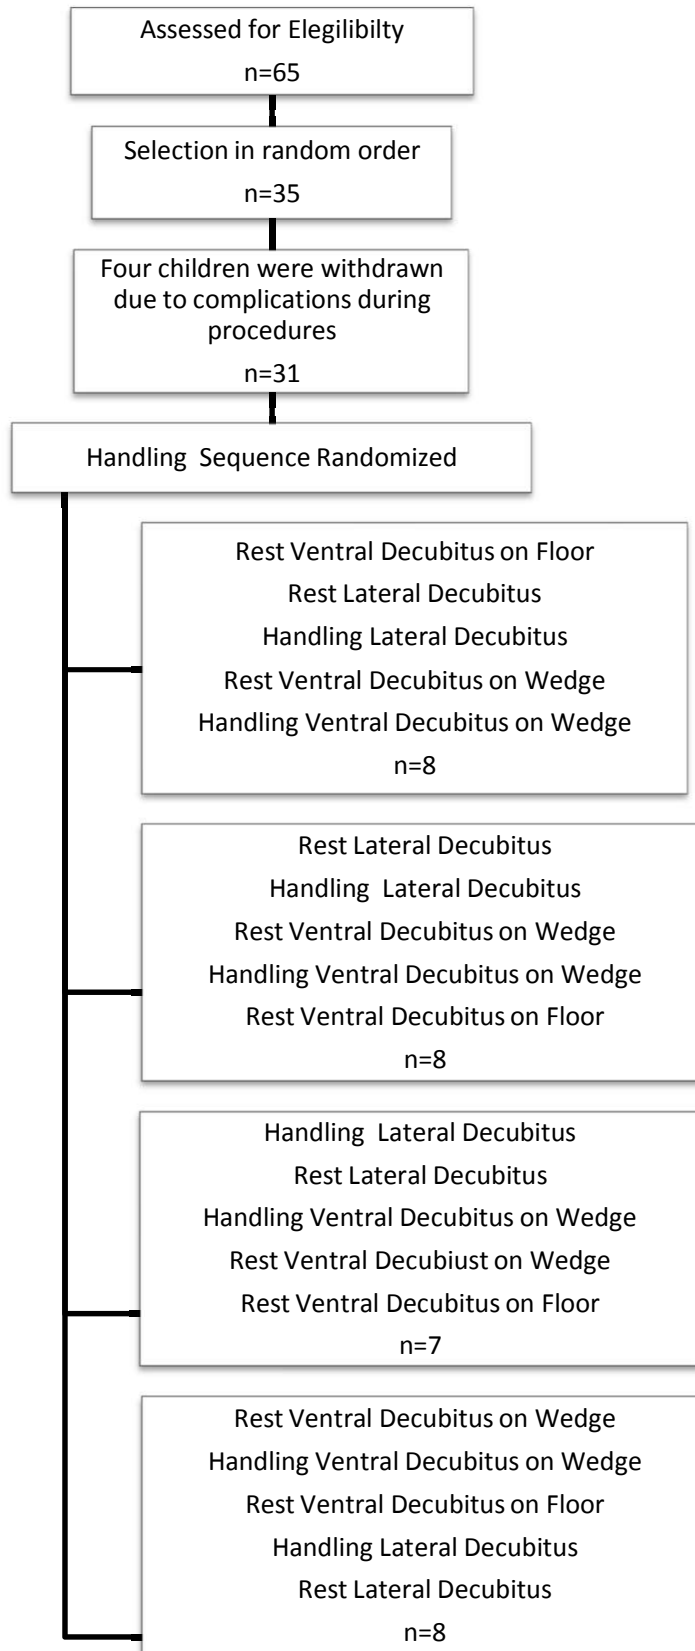 Assessed for Elegilibilty
n=65
Selection in random order
n=35
Four children were withdrawn
due to complications during
procedures
n=31
Handling Sequence Randomized
Rest Ventral Decubitus on Floor
Rest Lateral Decubitus
Handling Lateral Decubitus
Rest Ventral Decubitus on Wedge
Handling Ventral Decubitus on Wedge
n=8
Rest Lateral Decubitus
Handling Lateral Decubitus
Rest Ventral Decubitus on Wedge
Handling Ventral Decubitus on Wedge
Rest Ventral Decubitus on Floor
n=8
Handling Lateral Decubitus
Rest Lateral Decubitus
Handling Ventral Decubitus on Wedge
Rest Ventral Decubiust on Wedge
Rest Ventral Decubitus on Floor
n=7
Rest Ventral Decubitus on Wedge
Handling Ventral Decubitus on Wedge
Rest Ventral Decubitus on Floor
Handling Lateral Decubitus
Rest Lateral Decubitus
n=8